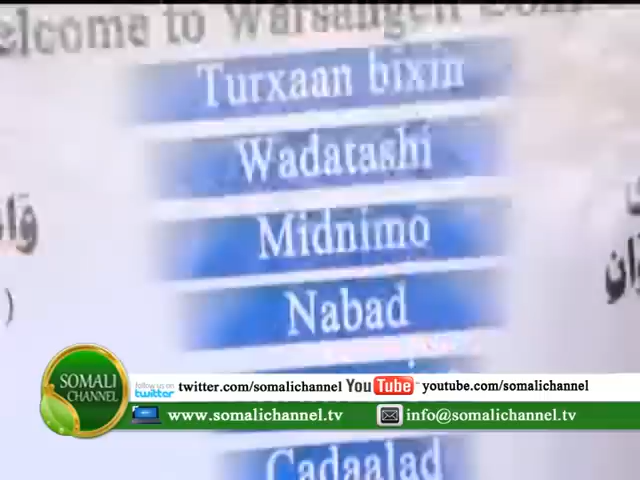 elcome to Warsangeli Com
Turxaan bixin
Wadatashi
Midnimo
Nabad
SOMALI CHANNEL
follow us on twitter twitter.com/somalichannel YouTube - youtube.com/somalichannel
www.somalichannel.tv info@somalichannel.tv
Cadaalad